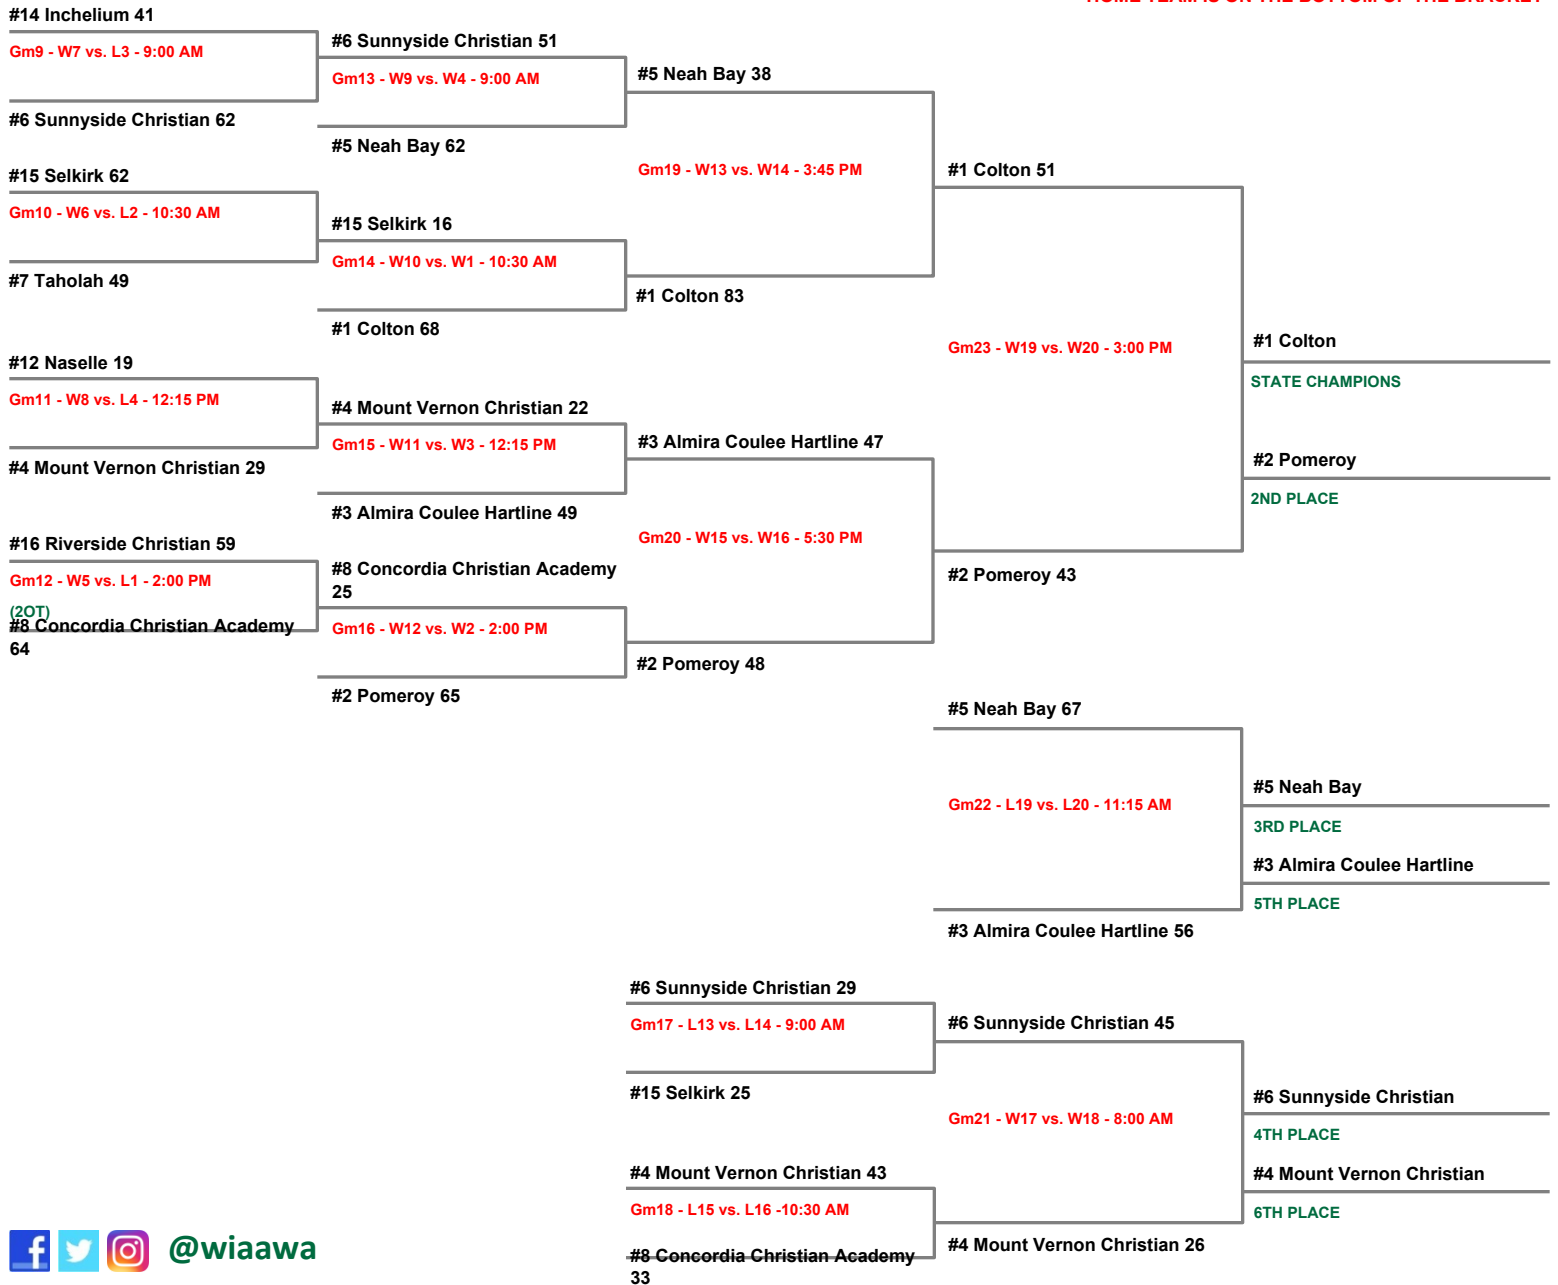 HOME TEAM IS ON THE BOTTOM OF THE BRACKET
#14 Inchelium 41
Gm9 - W7 vs. L3 - 9:00 AM
#6 Sunnyside Christian 62
#15 Selkirk 62
Gm10 - W6 vs. L2 - 10:30 AM
#7 Taholah 49
#12 Naselle 19
Gm11 - W8 vs. L4 - 12:15 PM
#4 Mount Vernon Christian 29
#16 Riverside Christian 59
Gm12 - W5 vs. L1 - 2:00 PM
(2OT)
#8 Concordia Christian Academy
64
#6 Sunnyside Christian 51
Gm13 - W9 vs. W4 - 9:00 AM
#5 Neah Bay 62
#15 Selkirk 16
Gm14 - W10 vs. W1 - 10:30 AM
#1 Colton 68
#4 Mount Vernon Christian 22
Gm15 - W11 vs. W3 - 12:15 PM
#3 Almira Coulee Hartline 49
#8 Concordia Christian Academy
25
Gm16 - W12 vs. W2 - 2:00 PM
#2 Pomeroy 65
#5 Neah Bay 38
Gm19 - W13 vs. W14 - 3:45 PM
#1 Colton 83
#3 Almira Coulee Hartline 47
Gm20 - W15 vs. W16 - 5:30 PM
#2 Pomeroy 48
#1 Colton 51
Gm23 - W19 vs. W20 - 3:00 PM
#2 Pomeroy 43
#1 Colton
STATE CHAMPIONS
#2 Pomeroy
2ND PLACE
#5 Neah Bay 67
Gm22 - L19 vs. L20 - 11:15 AM
#3 Almira Coulee Hartline 56
#5 Neah Bay
3RD PLACE
#3 Almira Coulee Hartline
5TH PLACE
#6 Sunnyside Christian 29
Gm17 - L13 vs. L14 - 9:00 AM
#15 Selkirk 25
#4 Mount Vernon Christian 43
Gm18 - L15 vs. L16 -10:30 AM
#8 Concordia Christian Academy
33
#6 Sunnyside Christian 45
Gm21 - W17 vs. W18 - 8:00 AM
#4 Mount Vernon Christian 26
#6 Sunnyside Christian
4TH PLACE
#4 Mount Vernon Christian
6TH PLACE
@wiaawa